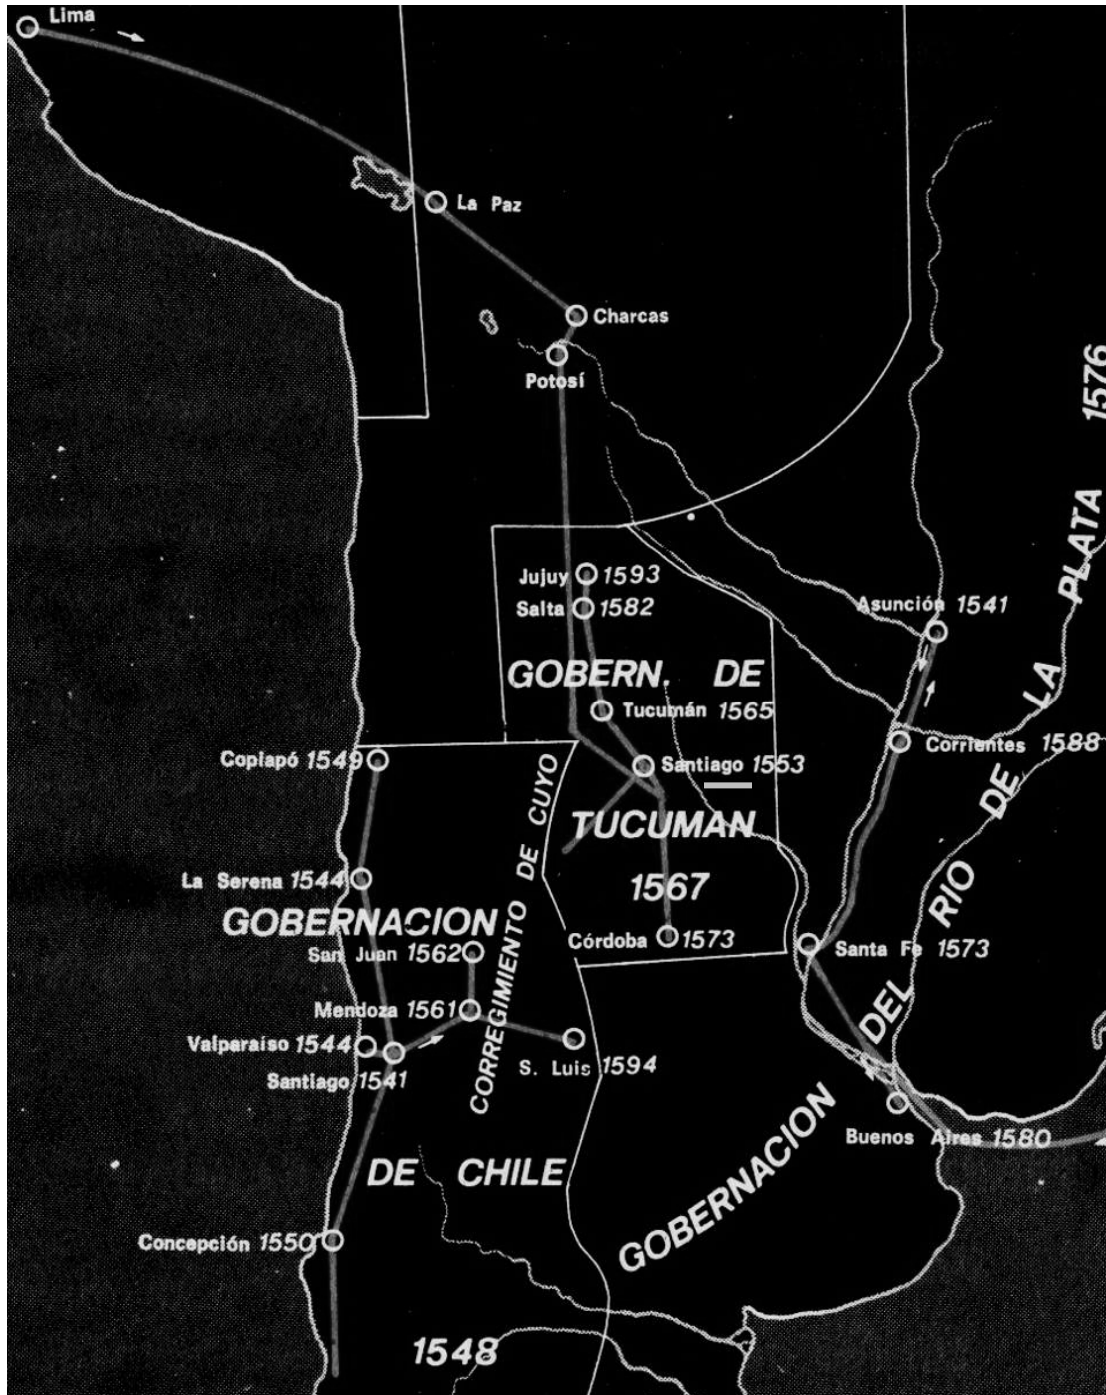 Lima
La Paz
Charcas
Potosí
1576
Jujuy 1593
Salta 1582
Asunción 1541
GOBERN. DE
Tucumán 1565
Corrientes 1588
Copiapó 1549
Santiago 1553
TUCUMAN
1567
La Serena 1544
GOBERNACION
Córdoba 1573
Santa Fe 1573
San Juan 1562
Mendoza 1561
CORREGIMIENTO DE CUYO
Valparaíso 1544
Santiago 1541
S. Luis 1594
GOBERNACION DEL RIO DE LA PLATA
Buenos Aires 1580
DE CHILE
Concepción 1550
1548